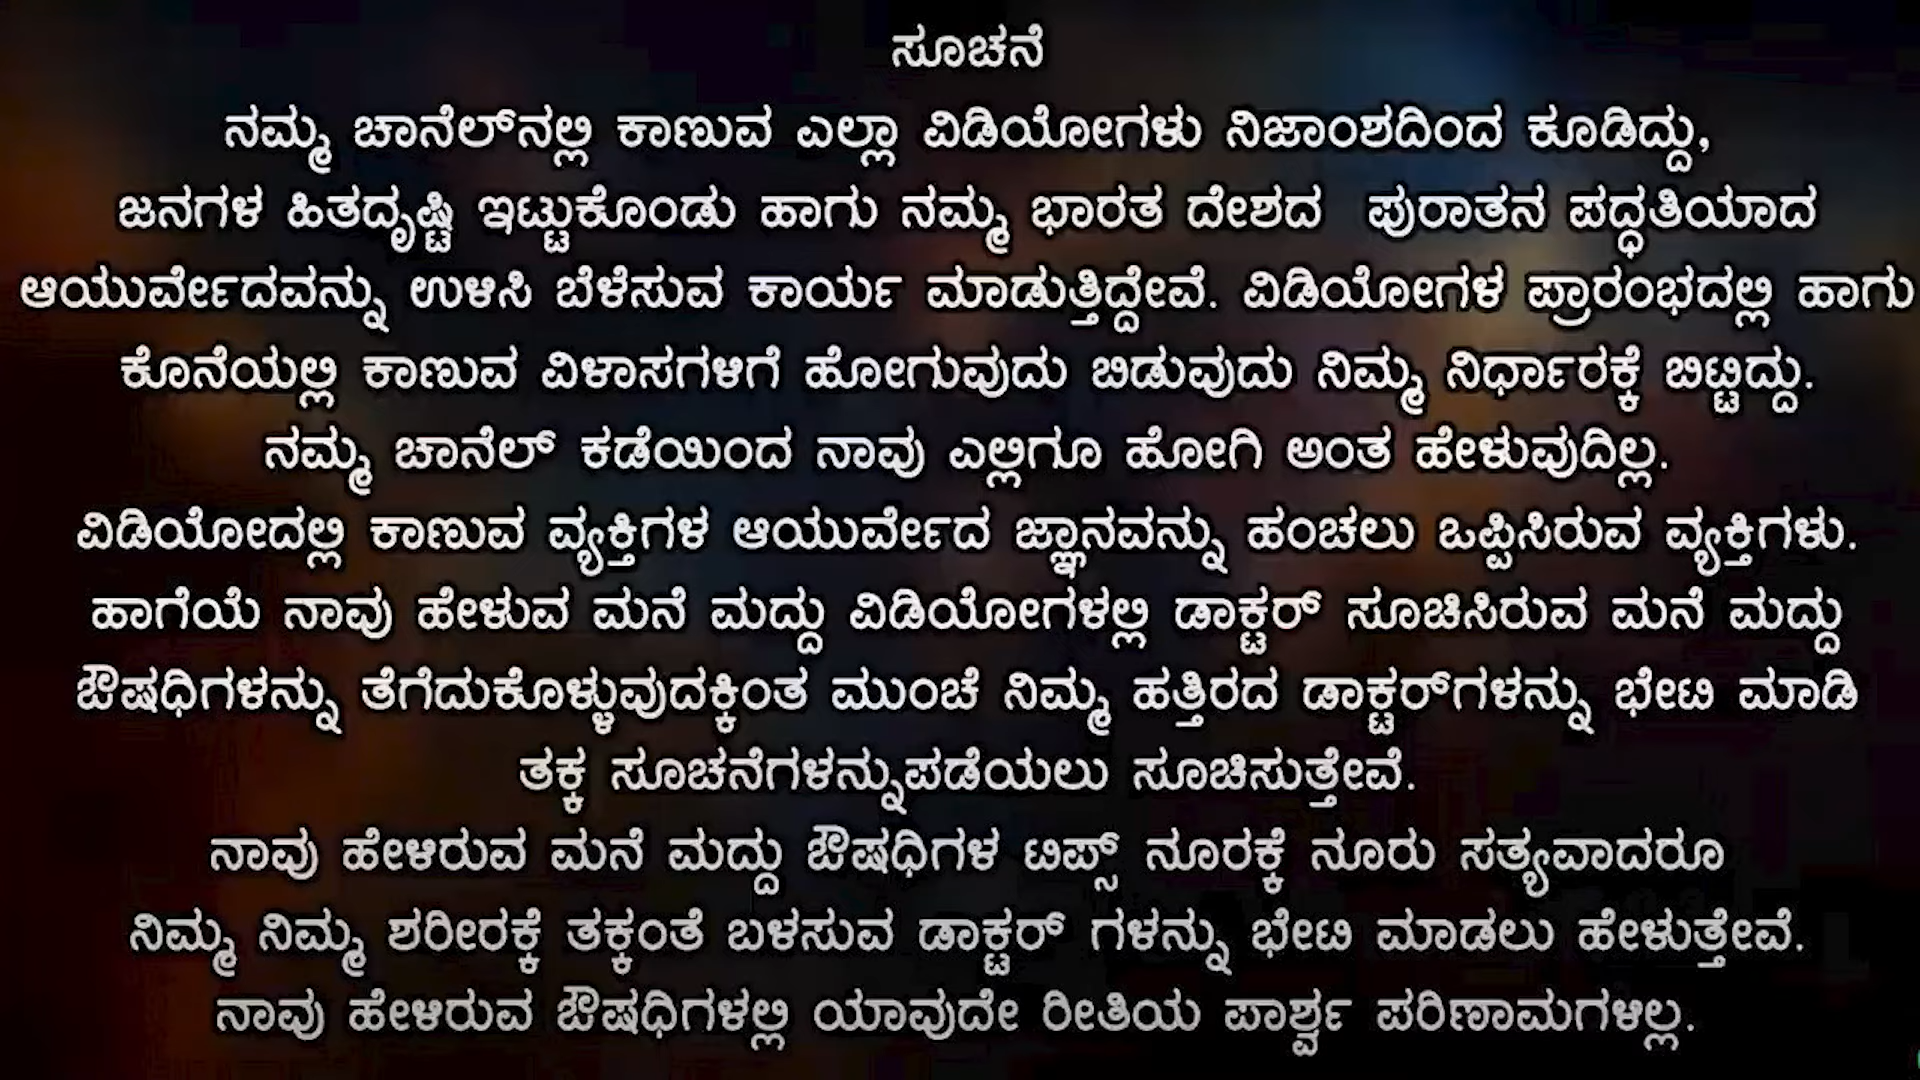 ಸೂಚನೆ
ನಮ್ಮ ಚಾನೆಲ್‌ನಲ್ಲಿ ಕಾಣುವ ಎಲ್ಲಾ ವಿಡಿಯೋಗಳು ನಿಜಾಂಶದಿಂದ ಕೂಡಿದ್ದು,
ಜನಗಳ ಹಿತದೃಷ್ಟಿ ಇಟ್ಟುಕೊಂಡು ಹಾಗು ನಮ್ಮ ಭಾರತ ದೇಶದ ಪುರಾತನ ಪದ್ಧತಿಯಾದ
ಆಯುರ್ವೇದವನ್ನು ಉಳಿಸಿ ಬೆಳೆಸುವ ಕಾರ್ಯ ಮಾಡುತ್ತಿದ್ದೇವೆ. ವಿಡಿಯೋಗಳ ಪ್ರಾರಂಭದಲ್ಲಿ ಹಾಗು
ಕೊನೆಯಲ್ಲಿ ಕಾಣುವ ವಿಳಾಸಗಳಿಗೆ ಹೋಗುವುದು ಬಿಡುವುದು ನಿಮ್ಮ ನಿರ್ಧಾರಕ್ಕೆ ಬಿಟ್ಟಿದ್ದು.
ನಮ್ಮ ಚಾನೆಲ್ ಕಡೆಯಿಂದ ನಾವು ಎಲ್ಲಿಗೂ ಹೋಗಿ ಅಂತ ಹೇಳುವುದಿಲ್ಲ.
ವಿಡಿಯೋದಲ್ಲಿ ಕಾಣುವ ವ್ಯಕ್ತಿಗಳ ಆಯುರ್ವೇದ ಜ್ಞಾನವನ್ನು ಹಂಚಲು ಒಪ್ಪಿಸಿರುವ ವ್ಯಕ್ತಿಗಳು.
ಹಾಗೆಯೆ ನಾವು ಹೇಳುವ ಮನೆ ಮದ್ದು ವಿಡಿಯೋಗಳಲ್ಲಿ ಡಾಕ್ಟರ್ ಸೂಚಿಸಿರುವ ಮನೆ ಮದ್ದು
ಔಷಧಿಗಳನ್ನು ತೆಗೆದುಕೊಳ್ಳುವುದಕ್ಕಿಂತ ಮುಂಚೆ ನಿಮ್ಮ ಹತ್ತಿರದ ಡಾಕ್ಟರ್‌ಗಳನ್ನು ಭೇಟಿ ಮಾಡಿ
ತಕ್ಕ ಸೂಚನೆಗಳನ್ನುಪಡೆಯಲು ಸೂಚಿಸುತ್ತೇವೆ.
ನಾವು ಹೇಳಿರುವ ಮನೆ ಮದ್ದು ಔಷಧಿಗಳ ಟಿಪ್ಸ್ ನೂರಕ್ಕೆ ನೂರು ಸತ್ಯವಾದರೂ
ನಿಮ್ಮ ನಿಮ್ಮ ಶರೀರಕ್ಕೆ ತಕ್ಕಂತೆ ಬಳಸುವ ಡಾಕ್ಟರ್ ಗಳನ್ನು ಭೇಟಿ ಮಾಡಲು ಹೇಳುತ್ತೇವೆ.
ನಾವು ಹೇಳಿರುವ ಔಷಧಿಗಳಲ್ಲಿ ಯಾವುದೇ ರೀತಿಯ ಪಾರ್ಶ್ವ ಪರಿಣಾಮಗಳಿಲ್ಲ.